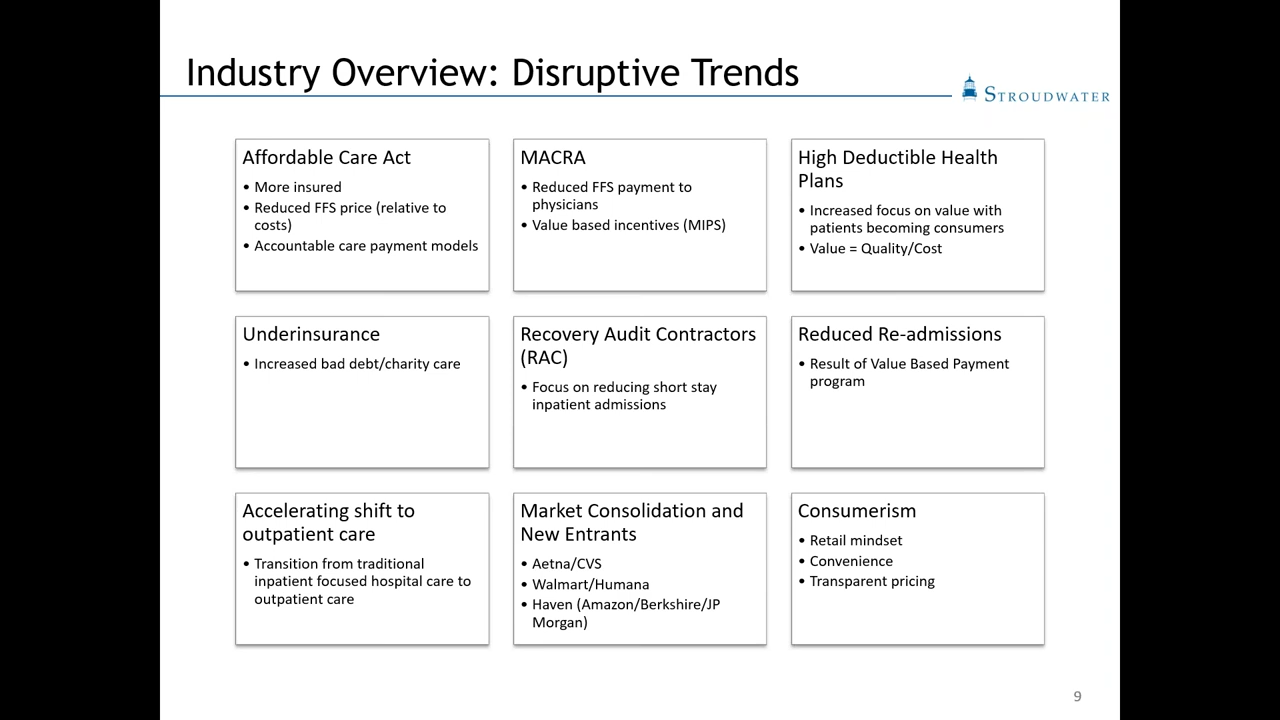 Industry Overview: Disruptive Trends
STROUDWATER
Affordable Care Act
• More insured
• Reduced FFS price (relative to
costs)
• Accountable care payment models
MACRA
• Reduced FFS payment to
physicians
• Value based incentives (MIPS)
High Deductible Health
Plans
• Increased focus on value with
patients becoming consumers
• Value = Quality/Cost
Underinsurance
• Increased bad debt/charity care
Recovery Audit Contractors
(RAC)
• Focus on reducing short stay
inpatient admissions
Reduced Re-admissions
• Result of Value Based Payment
program
Accelerating shift to
outpatient care
• Transition from traditional
inpatient focused hospital care to
outpatient care
Market Consolidation and
New Entrants
• Aetna/CVS
• Walmart/Humana
• Haven (Amazon/Berkshire/JP
Morgan)
Consumerism
• Retail mindset
• Convenience
• Transparent pricing
9